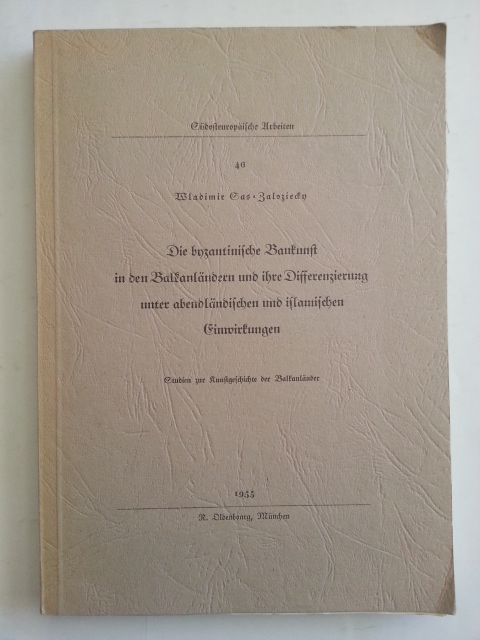 Südosteuropäische Arbeiten
46
Wladimir Sas-Zaloziecky
Die byzantinische Baukunst
in den Balkanländern und ihre Differenzierung
unter abendländischen und islamischen
Einwirkungen
Studien zur Kunstgeschichte der Balkanländer
1955
R. Oldenbourg, München